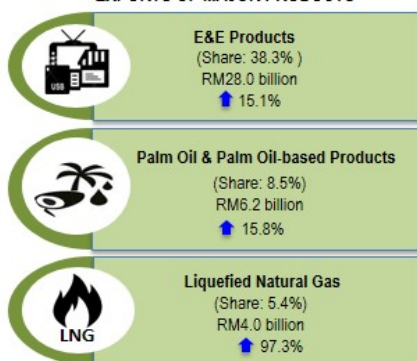 E&E Products
(Share: 38.3% )
RM28.0 billion
15.1%
USB
Palm Oil & Palm Oil-based Products
(Share: 8.5%)
RM6.2 billion
15.8%
Liquefied Natural Gas
(Share: 5.4%)
RM4.0 billion
97.3%
LNG